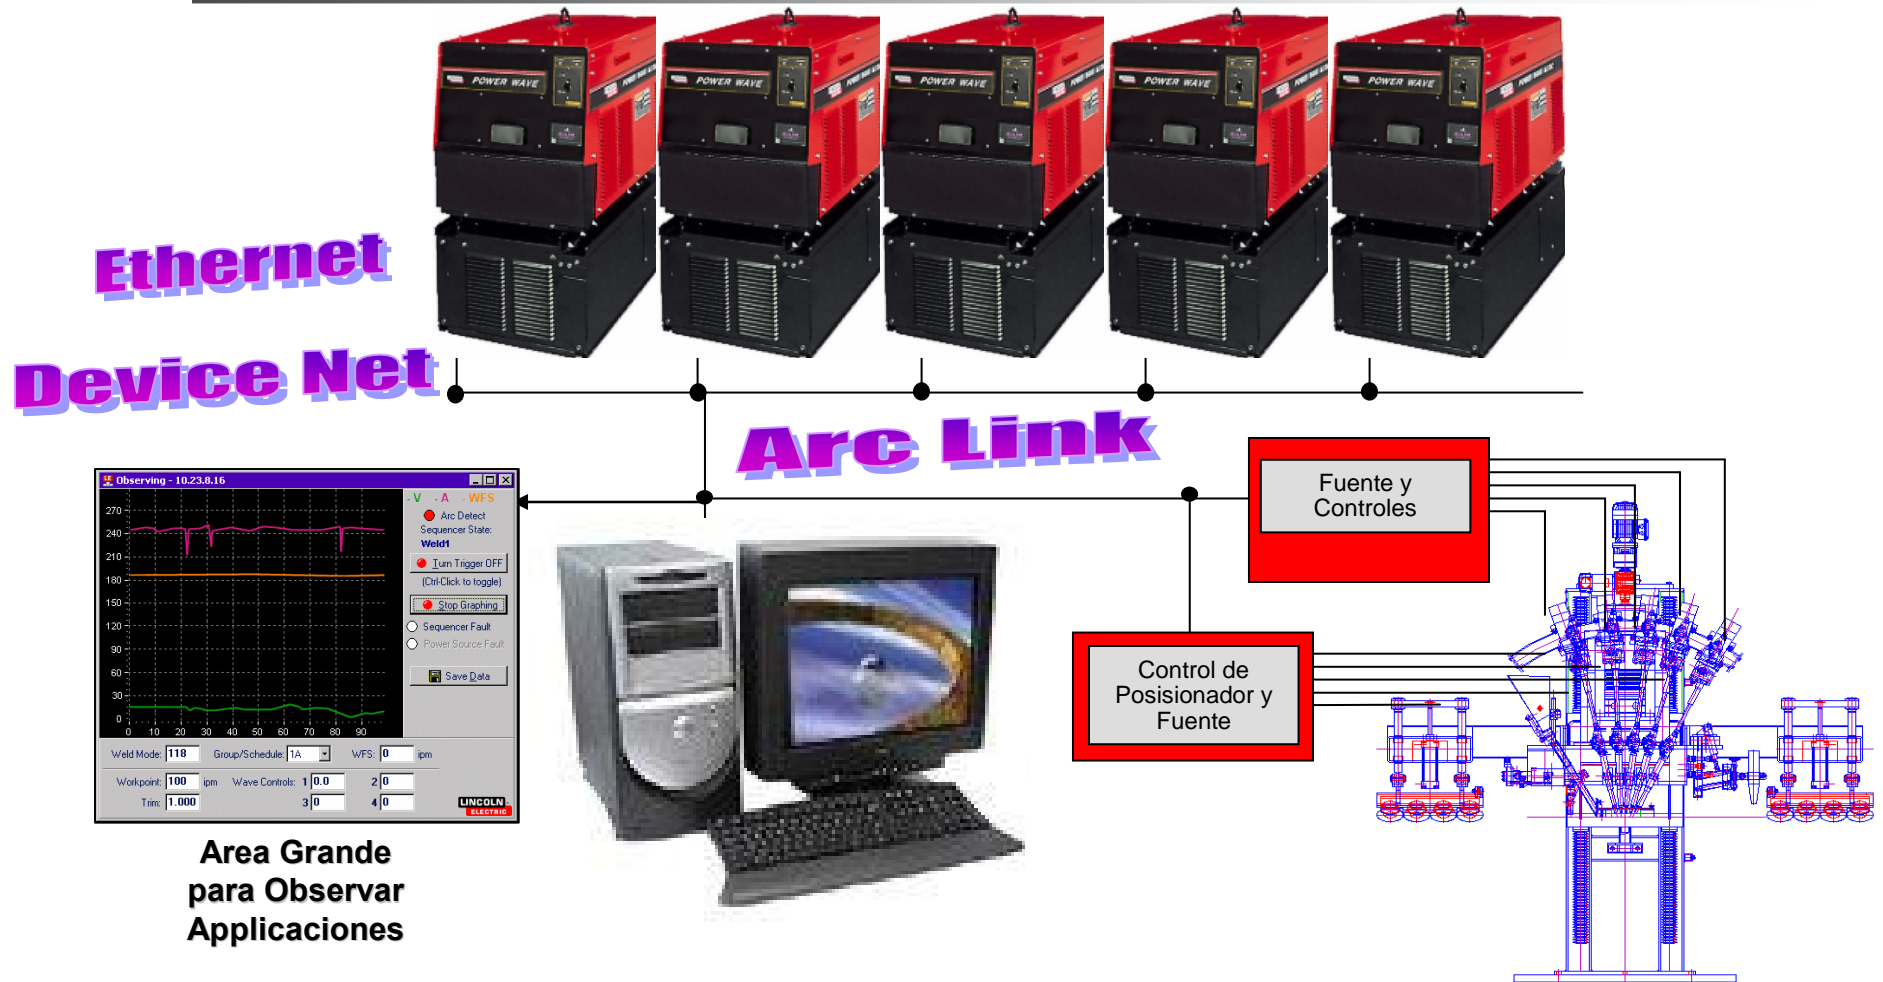 POWER WAVE
POWER WAVE
POWER WAVE
POWER WAVE
POWER WAVE
Ethernet
Device Net
Arc Link
Observing - 10.23.8.16
- V - A - WFS
Arc Detect
Sequencer State:
Weld1
Turn Trigger OFF
(Ctrl-Click to toggle)
Stop Graphing
Sequencer Fault
Power Source Fault
Save Data
270
240
210
180
150
120
90
60
30
0
0 10 20 30 40 50 60 70 80 90
Weld Mode: 118 Group/Schedule: 1A WFS: 0 ipm
Workpoint: 100 ipm Wave Controls: 1 0.0 2 0
Trim: 1.000 3 0 4 0
LINCOLN
ELECTRIC
Area Grande
para Observar
Applicaciones
Fuente y
Controles
Control de
Posisionador y
Fuente